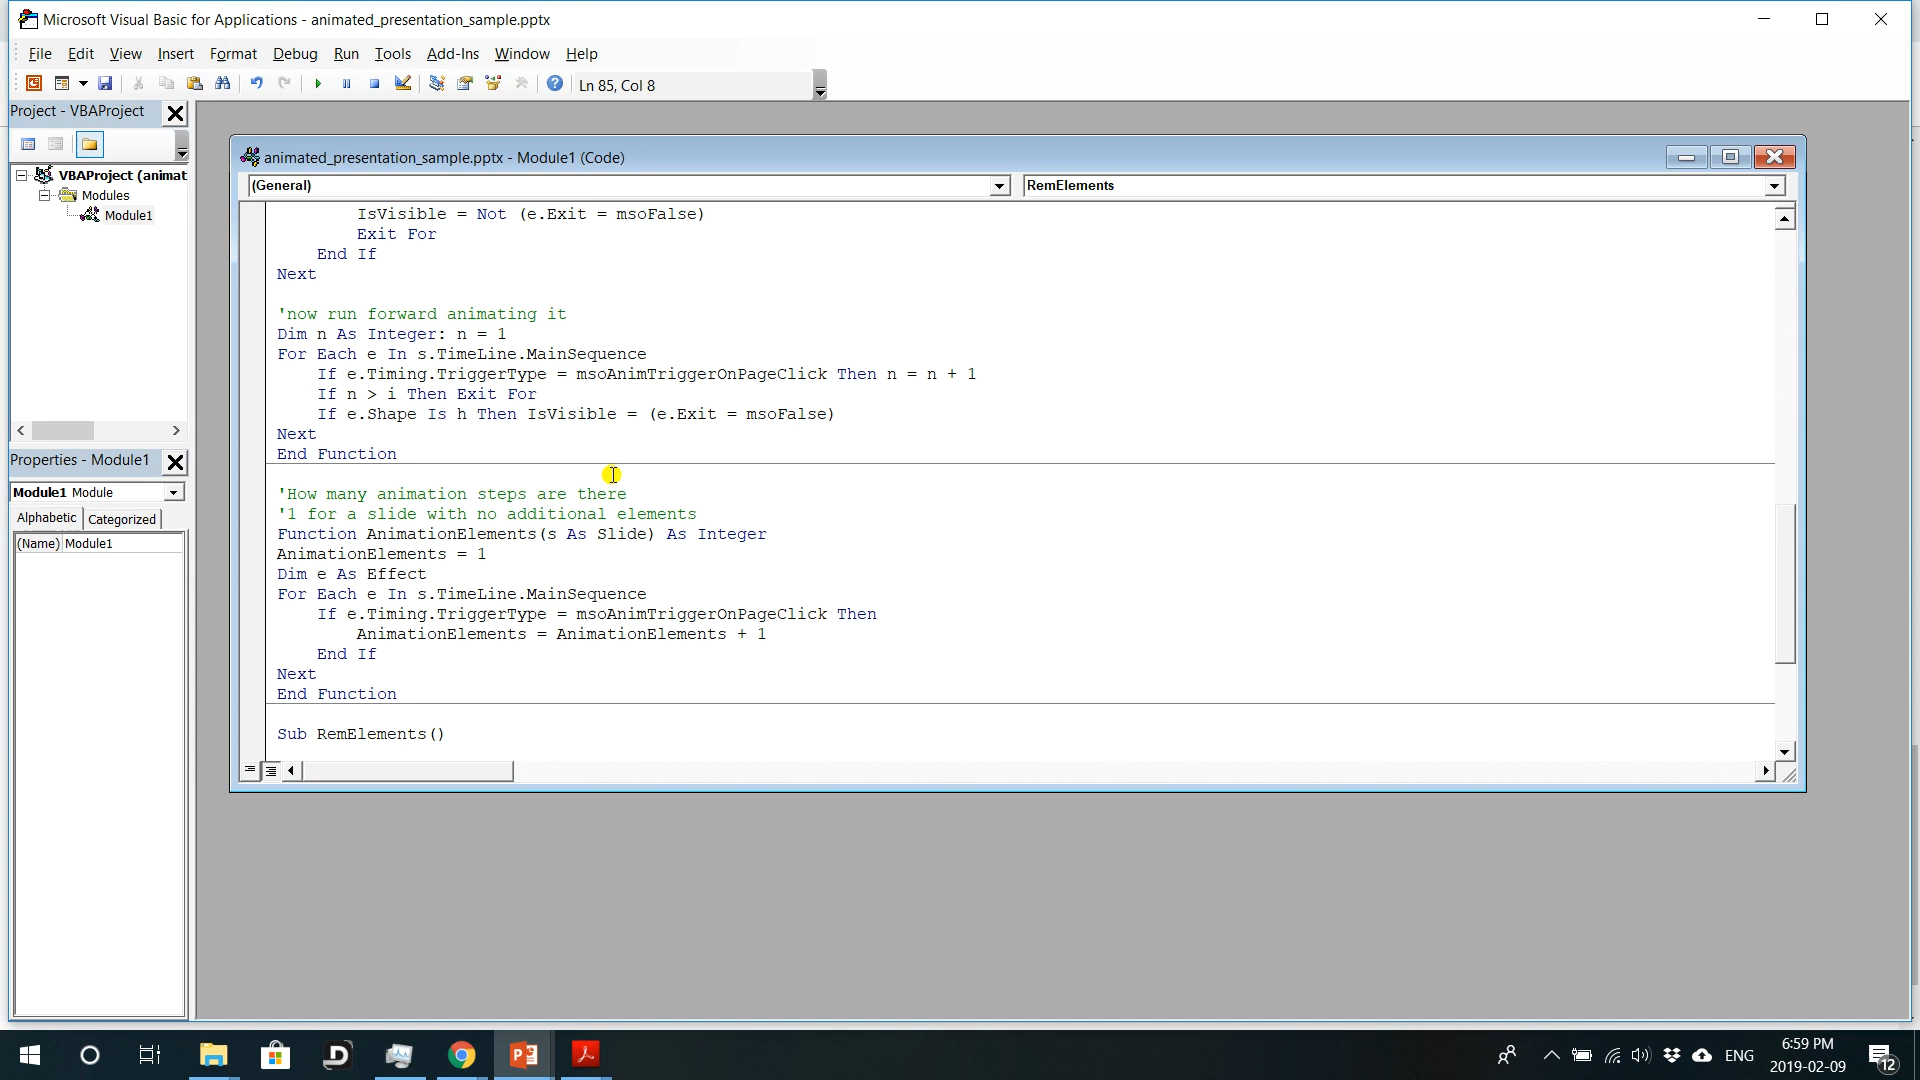 Microsoft Visual Basic for Applications - animated_presentation_sample.pptx
File Edit View Insert Format Debug Run Tools Add-Ins Window Help
Ln 85, Col 8
Project - VBAProject
VBAProject (animat
Modules
Module1
Properties - Module1
Module1 Module
Alphabetic Categorized
(Name) Module1
animated_presentation_sample.pptx - Module1 (Code)
(General) RemElements
IsVisible = Not (e.Exit = msoFalse)
Exit For
End If
Next
'now run forward animating it
Dim n As Integer: n = 1
For Each e In s.TimeLine.MainSequence
If e.Timing.TriggerType = msoAnimTriggerOnPageClick Then n = n + 1
If n > i Then Exit For
If e.Shape Is h Then IsVisible = (e.Exit = msoFalse)
Next
End Function
'How many animation steps are there
'1 for a slide with no additional elements
Function AnimationElements(s As Slide) As Integer
AnimationElements = 1
Dim e As Effect
For Each e In s.TimeLine.MainSequence
If e.Timing.TriggerType = msoAnimTriggerOnPageClick Then
AnimationElements = AnimationElements + 1
End If
Next
End Function
Sub RemElements()
ENG
6:59 PM
2019-02-09
12